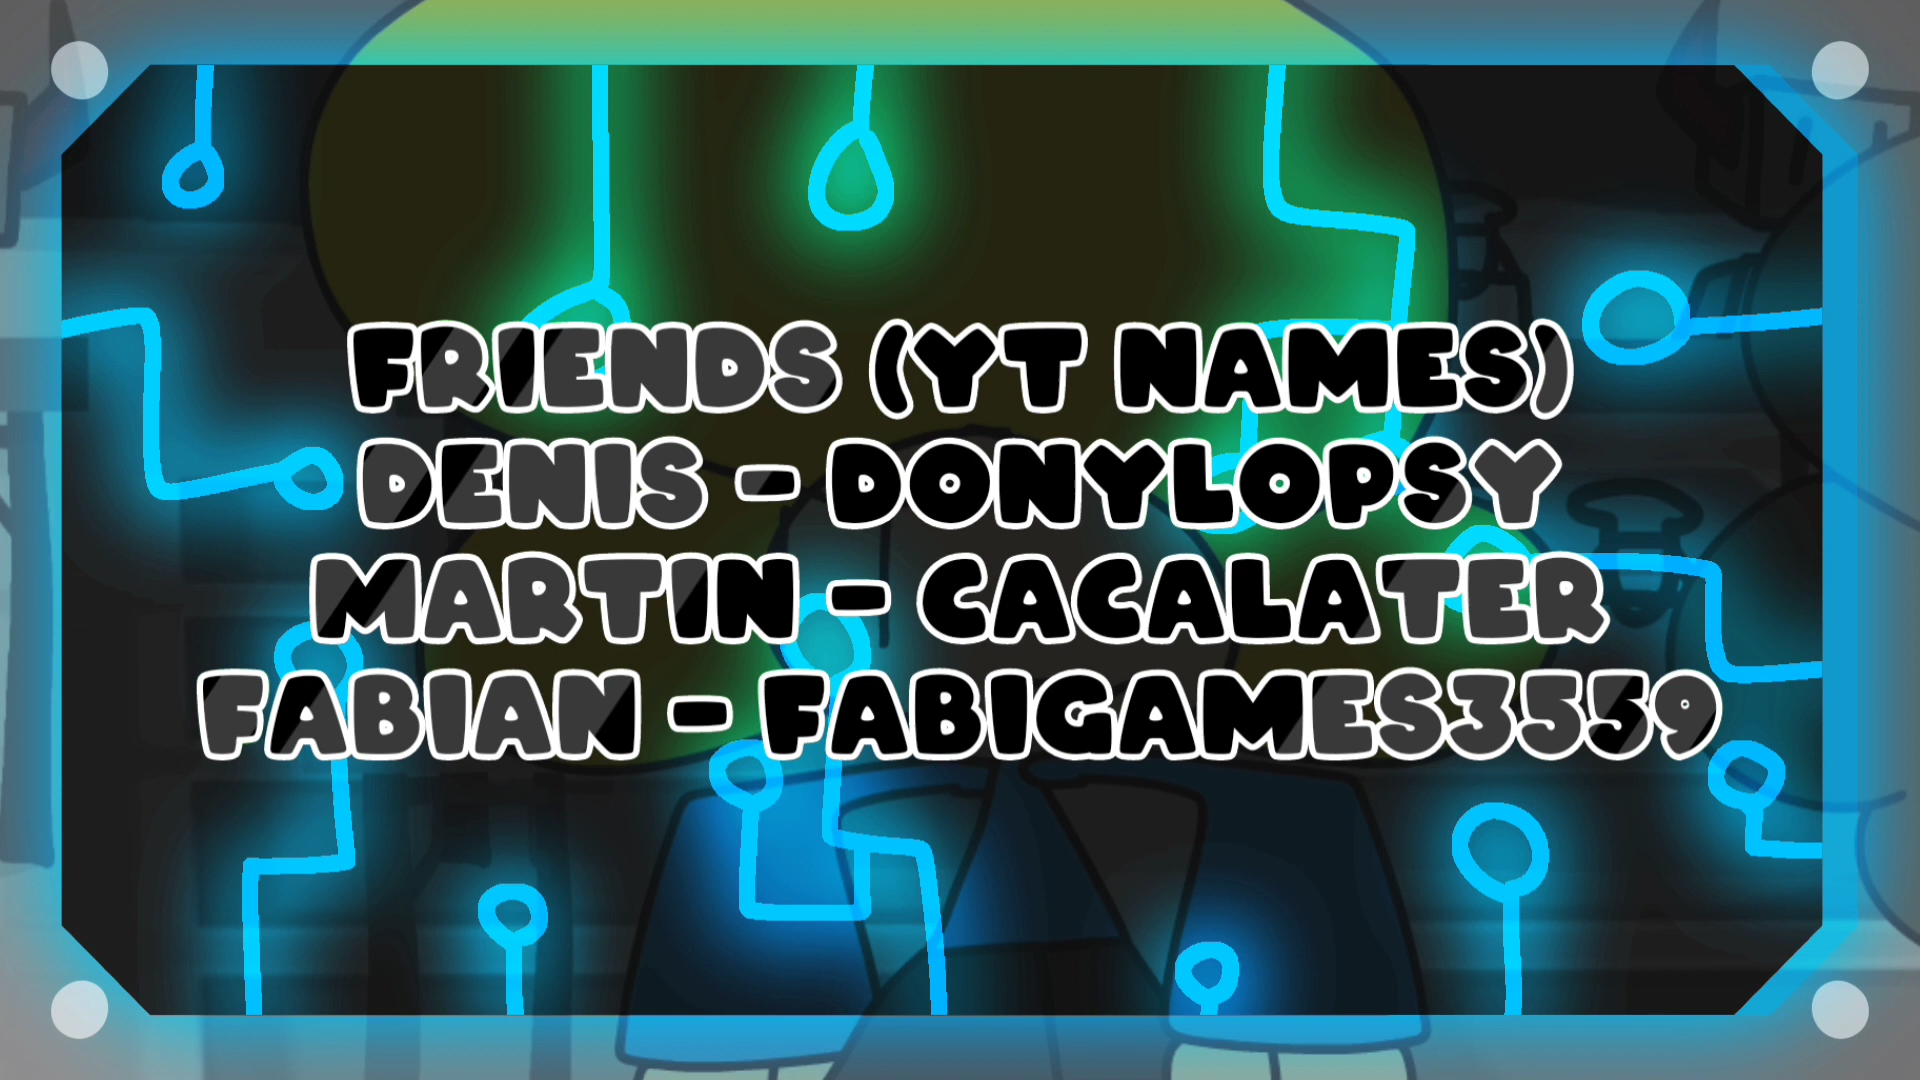 FRIENDS (YT NAMES)
DENIS - DONYLOPSY
MARTIN - CACALATER
FABIAN - FABIGAMES3559